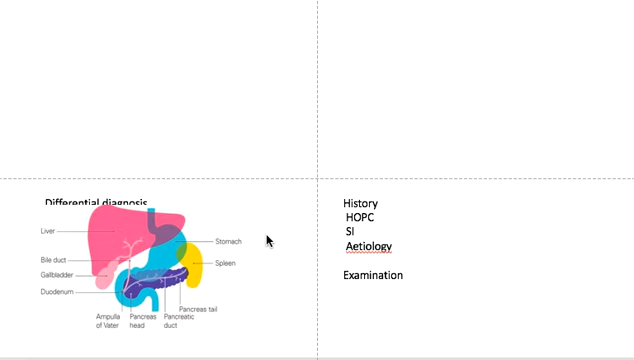 Differential diagnosis
Liver
Stomach
Bile duct
Spleen
Gallbladder
Duodenum
Pancreas tail
Ampulla
of Vater
Pancreas
head
Pancreatic
duct
History
HOPC
SI
Aetiology
Examination